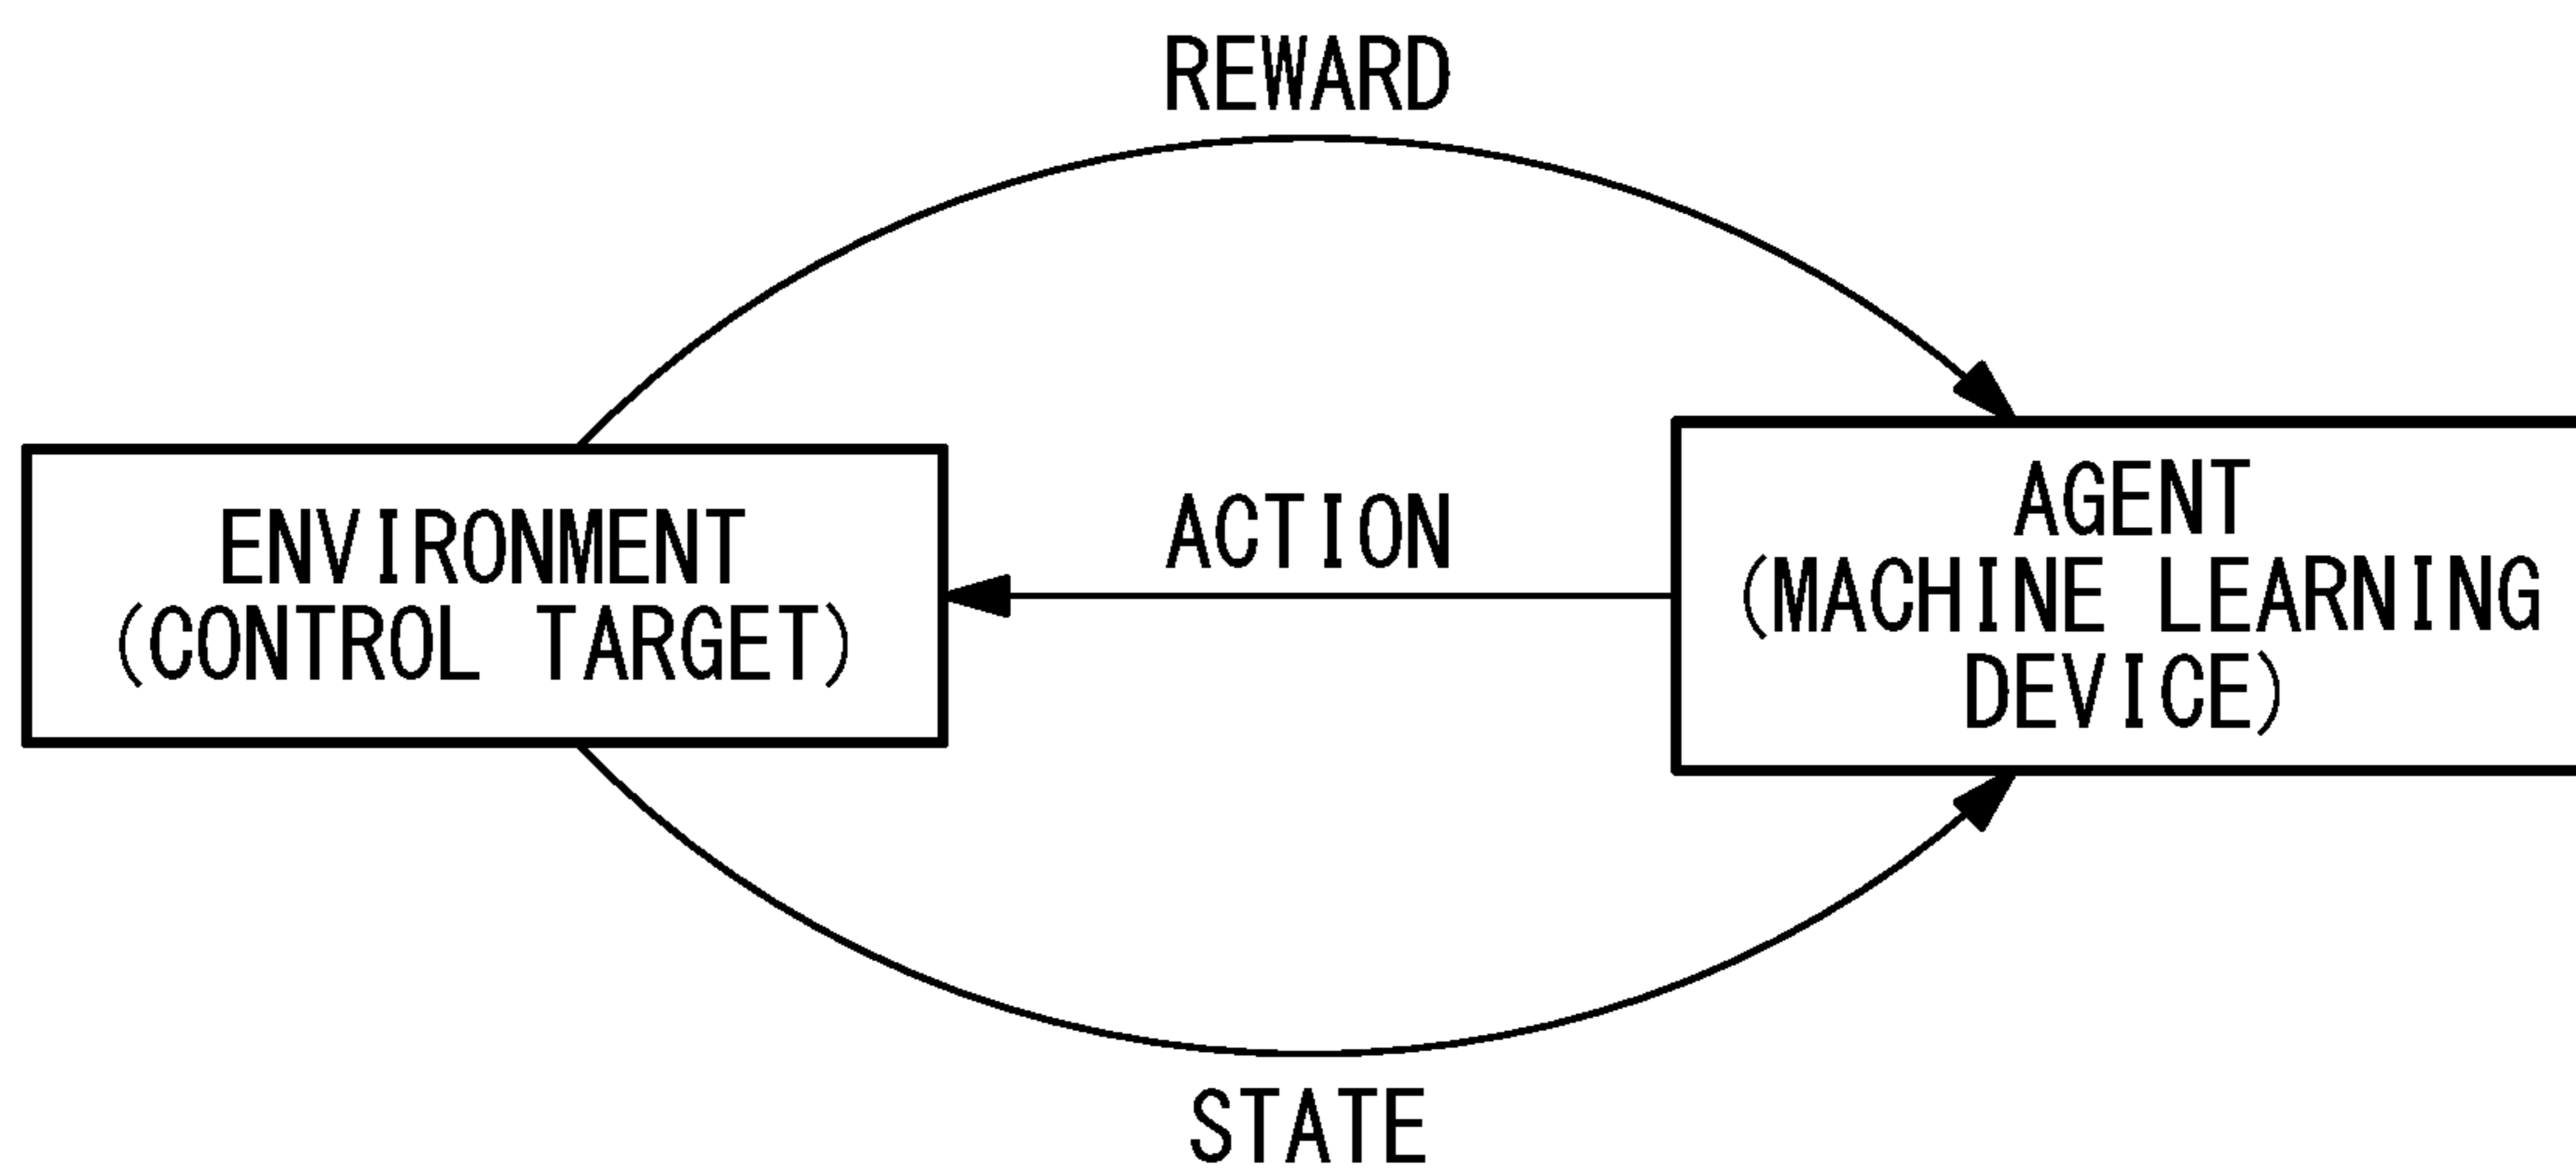 REWARD
ENVIRONMENT
(CONTROL TARGET)
ACTION
AGENT
(MACHINE LEARNING
DEVICE)
STATE